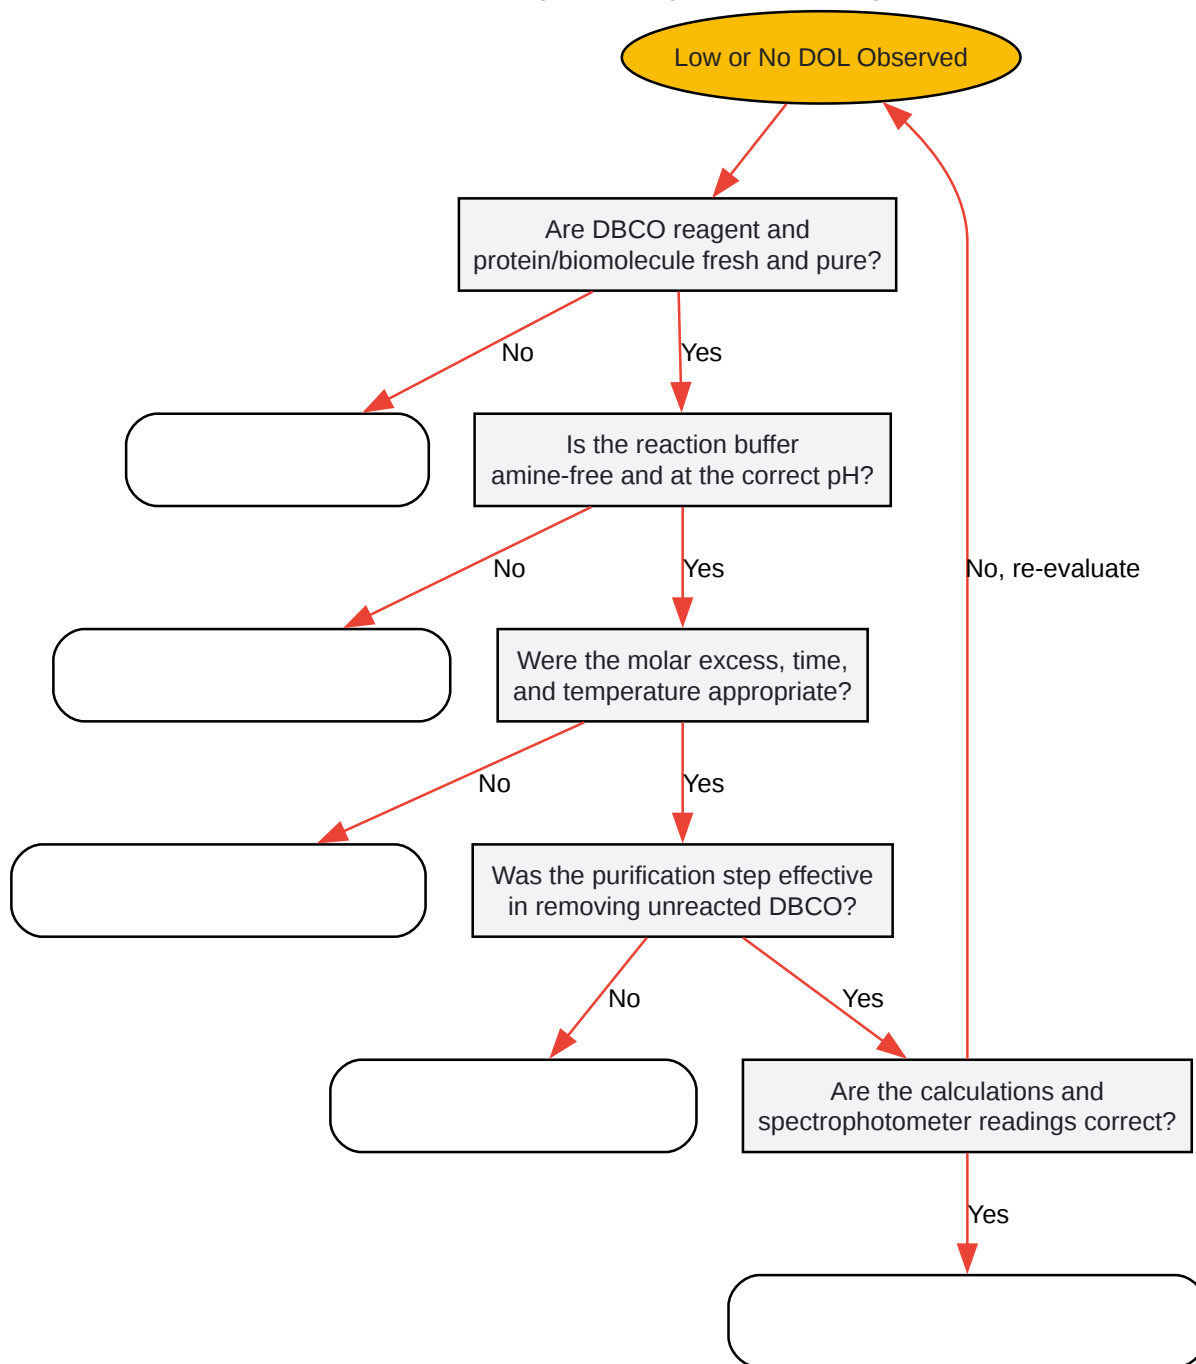 Low or No DOL Observed
Are DBCO reagent and
protein/biomolecule fresh and pure?
No
Yes
Is the reaction buffer
amine-free and at the correct pH?
No
Yes
No, re-evaluate
Were the molar excess, time,
and temperature appropriate?
No
Yes
Was the purification step effective
in removing unreacted DBCO?
No
Yes
Are the calculations and
spectrophotometer readings correct?
Yes